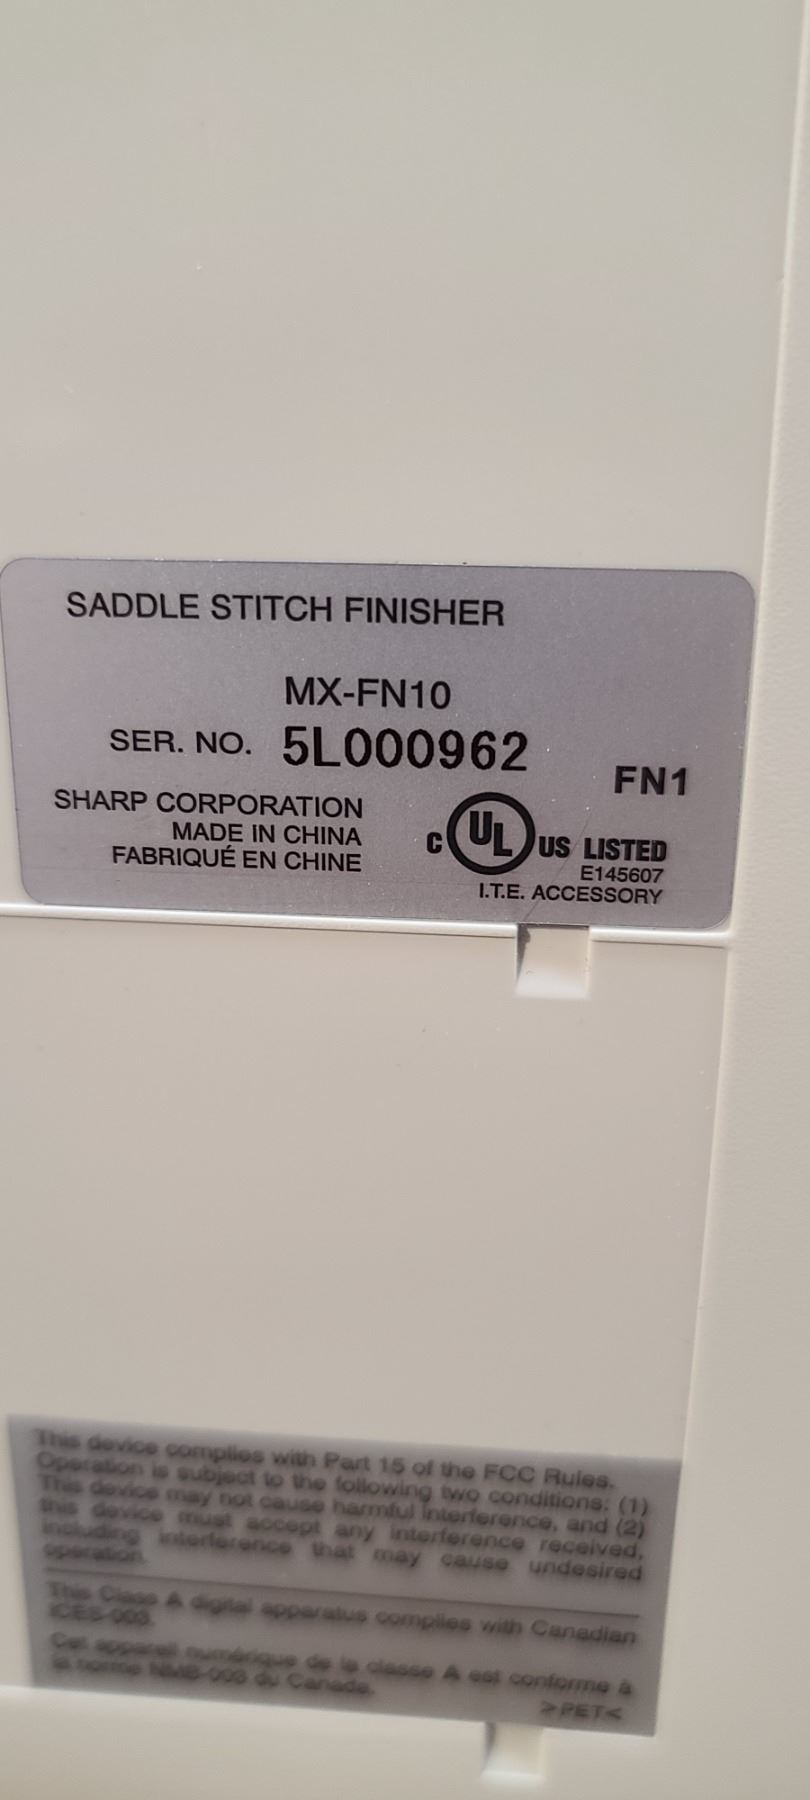 SADDLE STITCH FINISHER
MX-FN10
SER. NO. 5L000962
FN1
SHARP CORPORATION
MADE IN CHINA
FABRIQUÉ EN CHINE
C UL US LISTED
E145607
I.T.E. ACCESSORY
This device complies with Part 15 of the FCC Rules.
Operation is subject to the following two conditions: (1)
This device may not cause harmful interference, and (2)
this device must accept any interference received,
including interference that may cause undesired
operation.
This Class A digital apparatus complies with Canadian
ICES-003.
Cet appareil numérique de la classe A est conforme à
la norme NMB-003 du Canada.
>PET<